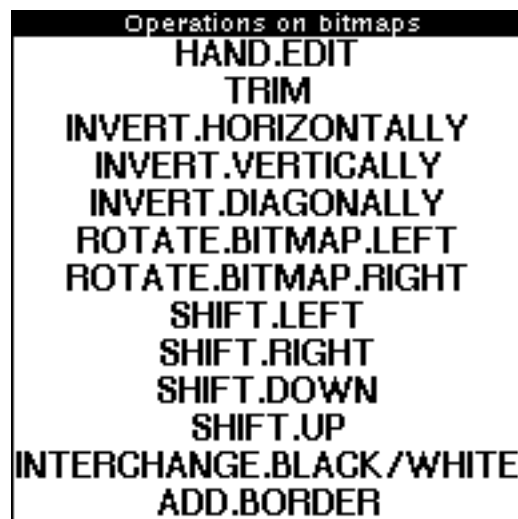 Operations on bitmaps
HAND.EDIT
TRIM
INVERT.HORIZONTALLY
INVERT.VERTICALLY
INVERT.DIAGONALLY
ROTATE.BITMAP.LEFT
ROTATE.BITMAP.RIGHT
SHIFT.LEFT
SHIFT.RIGHT
SHIFT.DOWN
SHIFT.UP
INTERCHANGE.BLACK/WHITE
ADD.BORDER